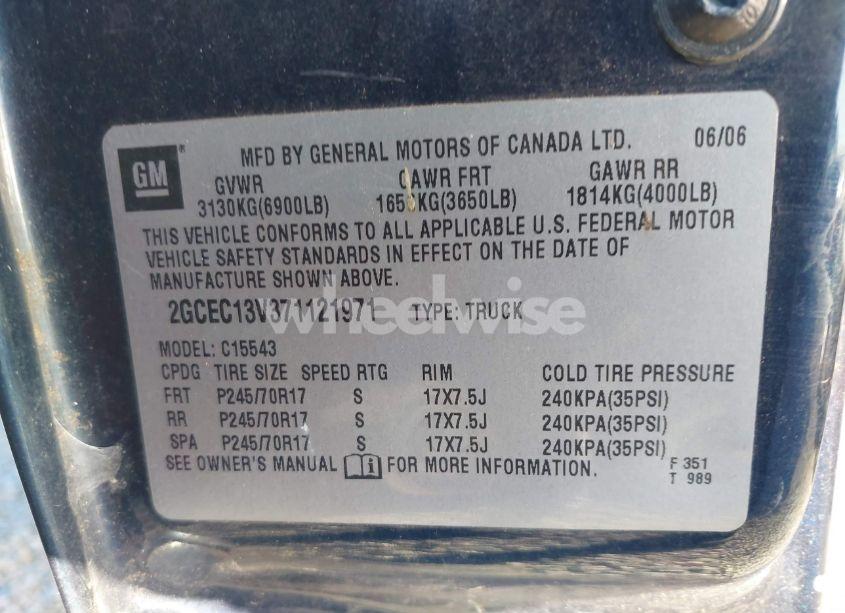 GM
MFD BY GENERAL MOTORS OF CANADA LTD. 06/06
GVWR GAWR FRT GAWR RR
3130KG(6900LB) 1656KG(3650LB) 1814KG(4000LB)
THIS VEHICLE CONFORMS TO ALL APPLICABLE U.S. FEDERAL MOTOR
VEHICLE SAFETY STANDARDS IN EFFECT ON THE DATE OF
MANUFACTURE SHOWN ABOVE.
2GCEC13V371121971 TYPE: TRUCK
wheelwise
MODEL: C15543
CPDG TIRE SIZE SPEED RTG RIM COLD TIRE PRESSURE
FRT P245/70R17 S 17X7.5J 240KPA(35PSI)
RR P245/70R17 S 17X7.5J 240KPA(35PSI)
SPA P245/70R17 S 17X7.5J 240KPA(35PSI)
SEE OWNER'S MANUAL FOR MORE INFORMATION.
F 351
T 989